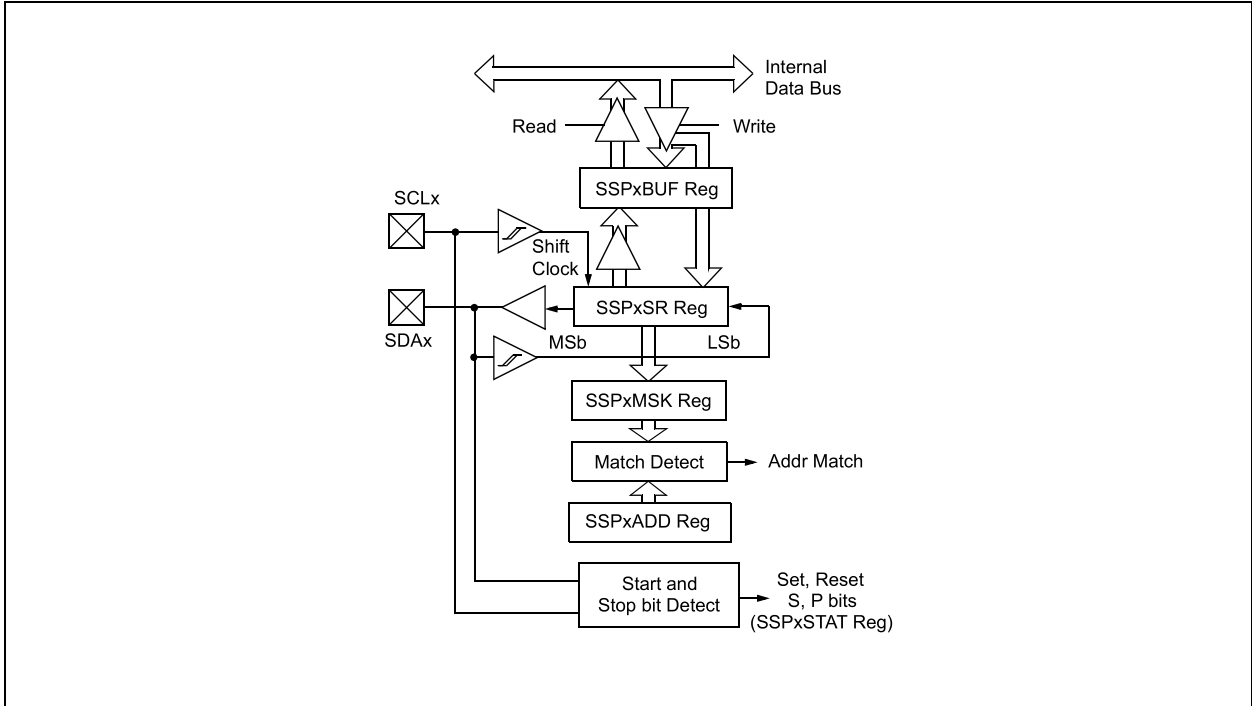 Internal
Data Bus
Read
Write
SSPxBUF Reg
SCLx
Shift
Clock
SSPxSR Reg
SDAx
MSb
LSb
SSPxMSK Reg
Match Detect
Addr Match
SSPxADD Reg
Start and
Stop bit Detect
Set, Reset
S, P bits
(SSPxSTAT Reg)